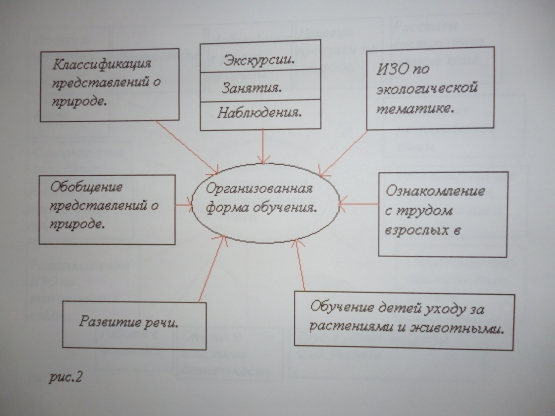 Классификация
представлений о
природе.
Экскурсии.
Занятия.
Наблюдения.
ИЗО по
экологической
тематике.
Обобщение
представлений о
природе.
Организованная
форма обучения.
Ознакомление
с трудом
взрослых в
Развитие речи.
Обучение детей уходу за
растениями и животными.
рис.2